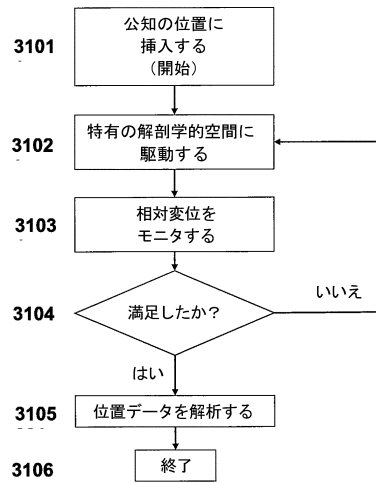 3101
公知の位置に
挿入する
(開始)
3102
特有の解剖学的空間に
駆動する
3103
相対変位を
モニタする
3104
満足したか?
いいえ
はい
3105
位置データを解析する
3106
終了